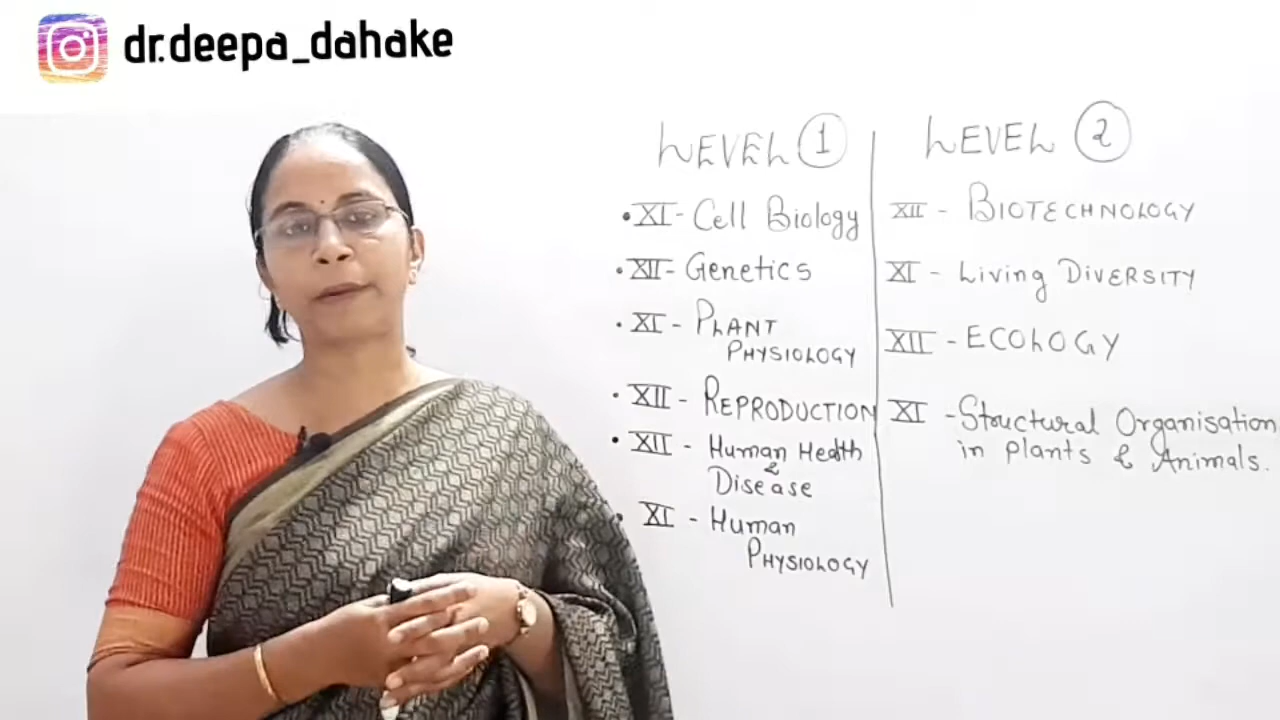 dr.deepa_dahake
LEVEL 1
• XI - Cell Biology
• XII - Genetics
• XI - PLANT
PHYSIOLOGY
• XII - REPRODUCTION
• XII - Human Health
&
Disease
• XI - Human
PHYSIOLOGY
LEVEL 2
XII - BIOTECHNOLOGY
XI - Living DIVERSITY
XII - ECOLOGY
XI - Structural Organisation
in plants & Animals.